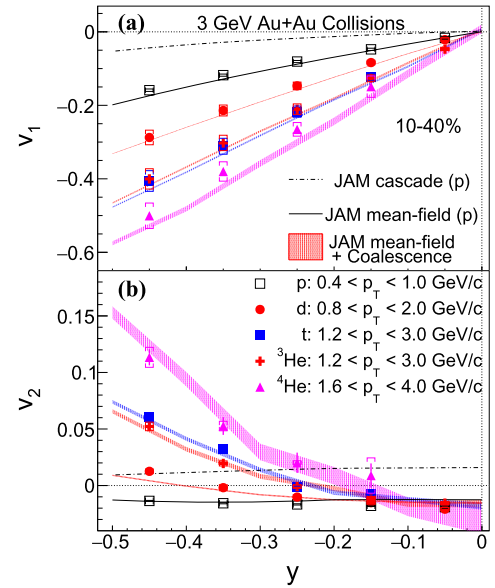 (a)
3 GeV Au+Au Collisions
0
−0.2
−0.4
−0.6
v1
10-40%
JAM cascade (p)
JAM mean-field (p)
JAM mean-field
+ Coalescence
(b)
p: 0.4 < pT < 1.0 GeV/c
d: 0.8 < pT < 2.0 GeV/c
t: 1.2 < pT < 3.0 GeV/c
³He: 1.2 < pT < 3.0 GeV/c
⁴He: 1.6 < pT < 4.0 GeV/c
0.15
0.1
0.05
0
v2
−0.5 −0.4 −0.3 −0.2 −0.1 0
y